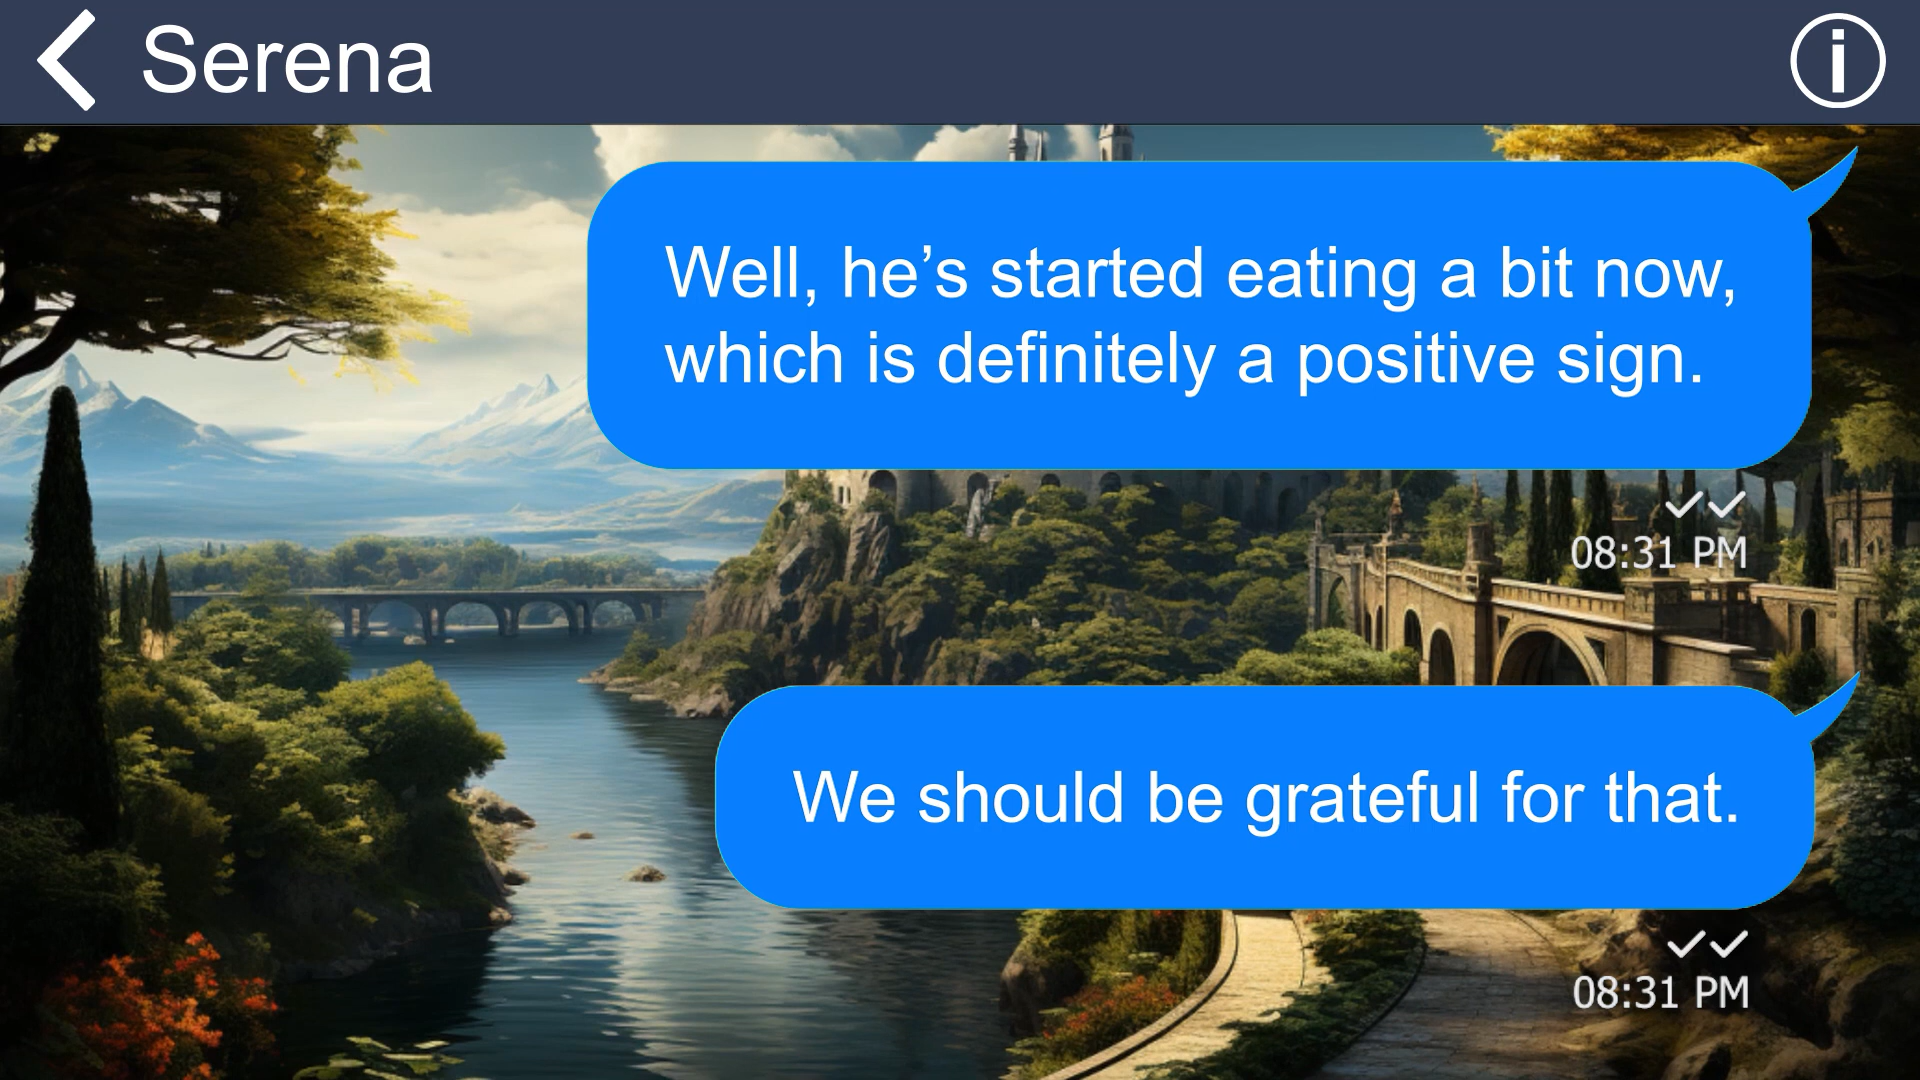 Serena
Well, he’s started eating a bit now,
which is definitely a positive sign.
08:31 PM
We should be grateful for that.
08:31 PM